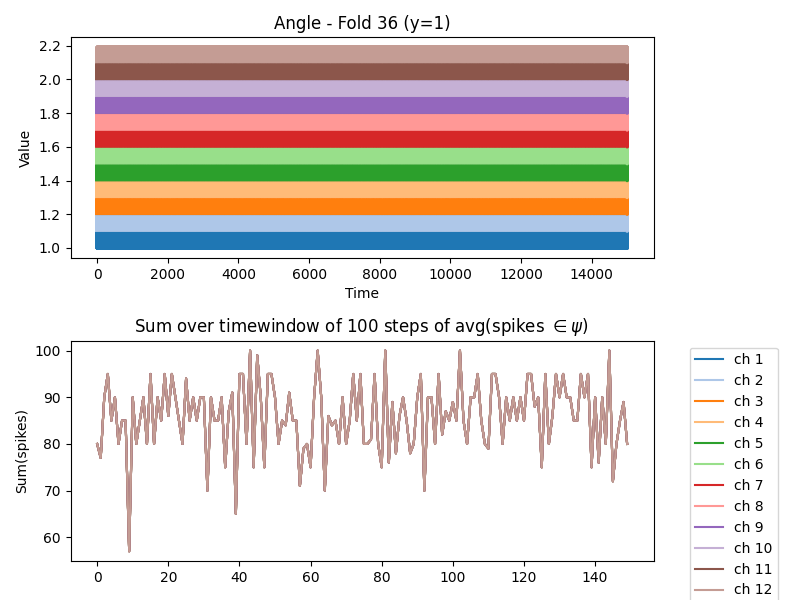 Angle - Fold 36 (y=1)
Value
2.2
2.0
1.8
1.6
1.4
1.2
1.0
0 2000 4000 6000 8000 10000 12000 14000
Time
Sum over timewindow of 100 steps of avg(spikes ∈ ψ)
Sum(spikes)
100
90
80
70
60
0 20 40 60 80 100 120 140
ch 1
ch 2
ch 3
ch 4
ch 5
ch 6
ch 7
ch 8
ch 9
ch 10
ch 11
ch 12